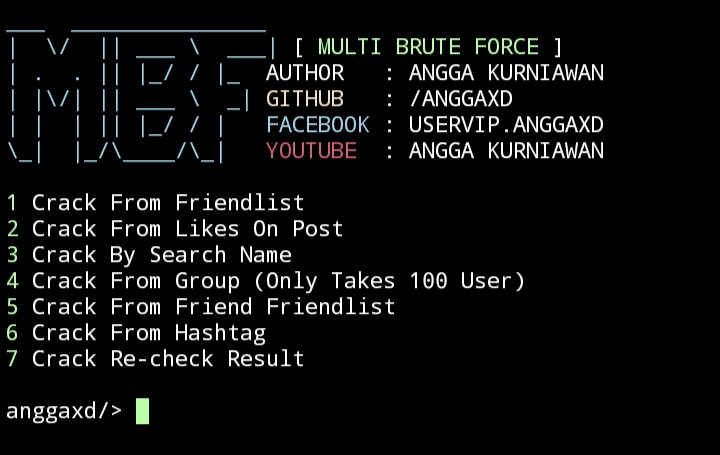 [ MULTI BRUTE FORCE ]
AUTHOR : ANGGA KURNIAWAN
GITHUB : /ANGGAXD
FACEBOOK : USERVIP.ANGGAXD
YOUTUBE : ANGGA KURNIAWAN
1 Crack From Friendlist
2 Crack From Likes On Post
3 Crack By Search Name
4 Crack From Group (Only Takes 100 User)
5 Crack From Friend Friendlist
6 Crack From Hashtag
7 Crack Re-check Result
anggaxd/>